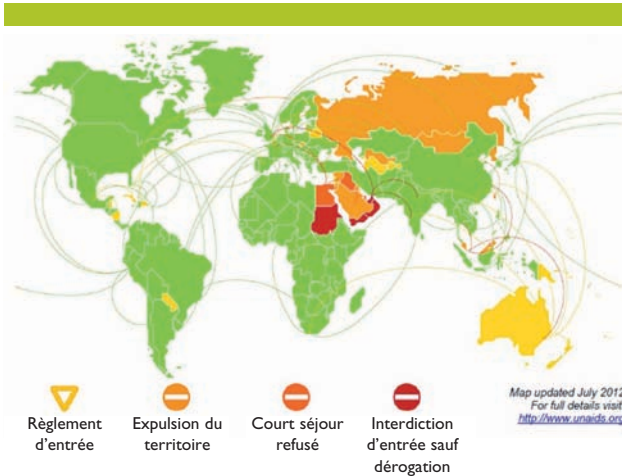 Map updated July 2012
For full details visit
http://www.unaids.org
Règlement
d'entrée
Expulsion du
territoire
Court séjour
refusé
Interdiction
d'entrée sauf
dérogation